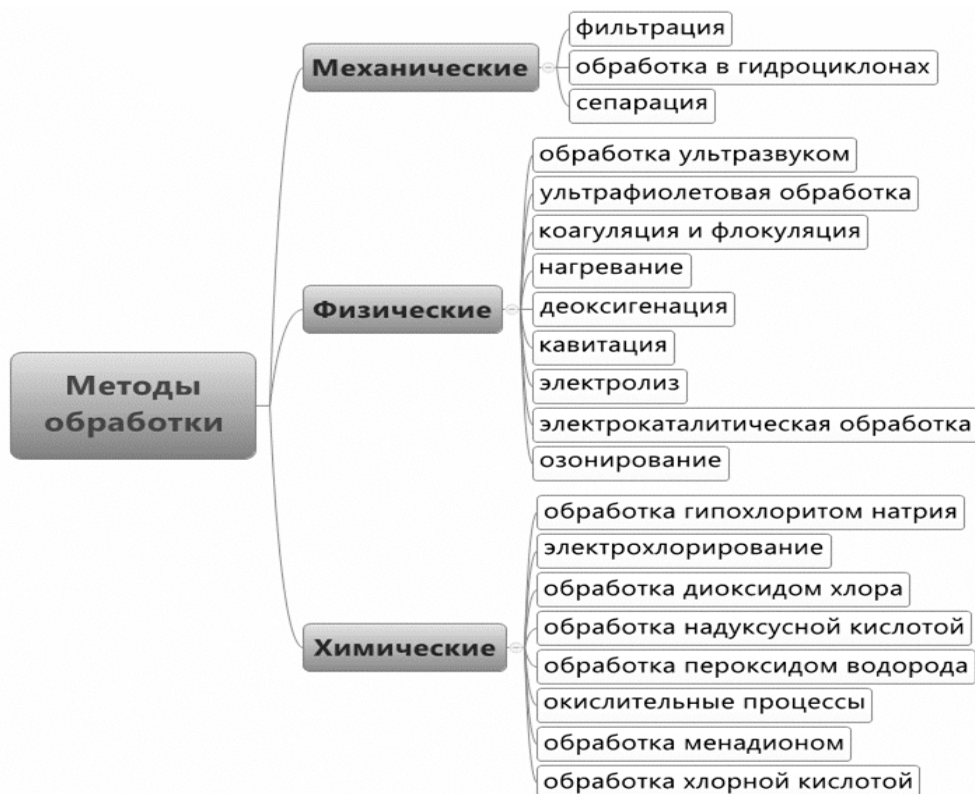 Методы
обработки
Механические
фильтрация
обработка в гидроциклонах
сепарация
Физические
обработка ультразвуком
ультрафиолетовая обработка
коагуляция и флокуляция
нагревание
деоксигенация
кавитация
электролиз
электрокаталитическая обработка
озонирование
Химические
обработка гипохлоритом натрия
электрохлорирование
обработка диоксидом хлора
обработка надуксусной кислотой
обработка пероксидом водорода
окислительные процессы
обработка менадионом
обработка хлорной кислотой